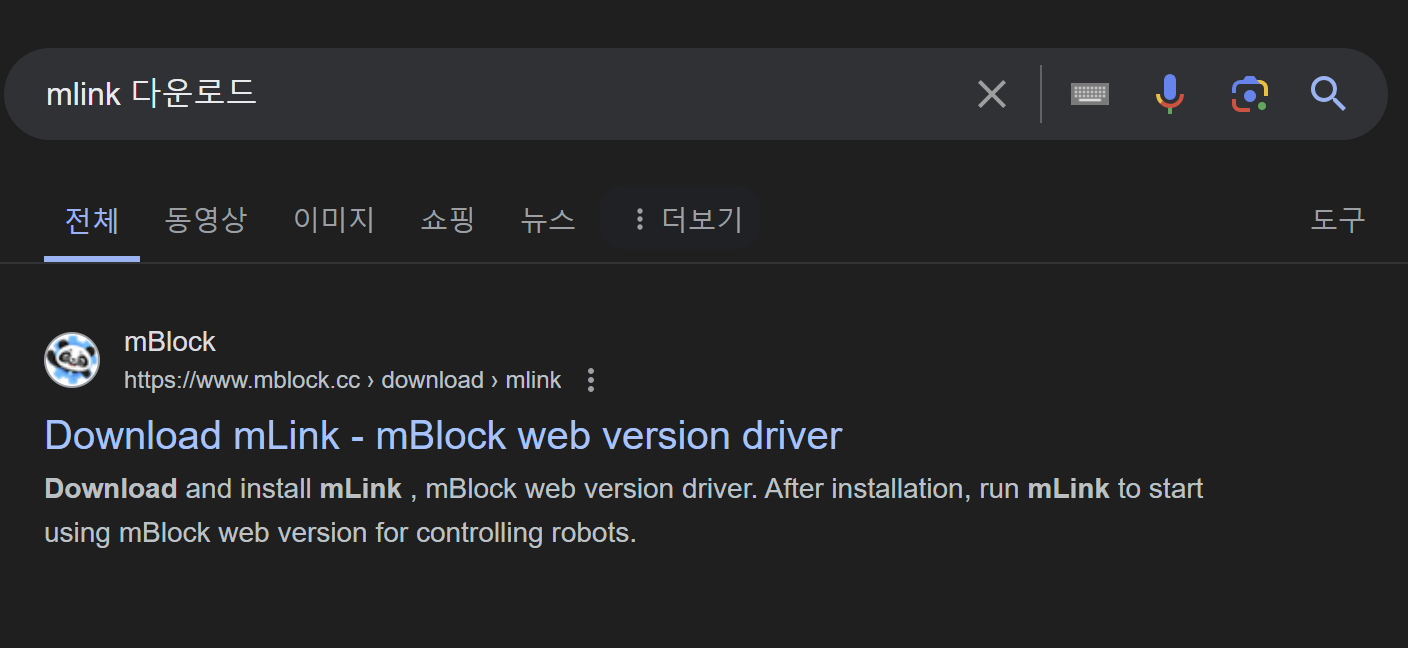 mlink 다운로드
전체 동영상 이미지 쇼핑 뉴스 더보기 도구
mBlock
https://www.mblock.cc › download › mlink
Download mLink - mBlock web version driver
Download and install mLink , mBlock web version driver. After installation, run mLink to start
using mBlock web version for controlling robots.